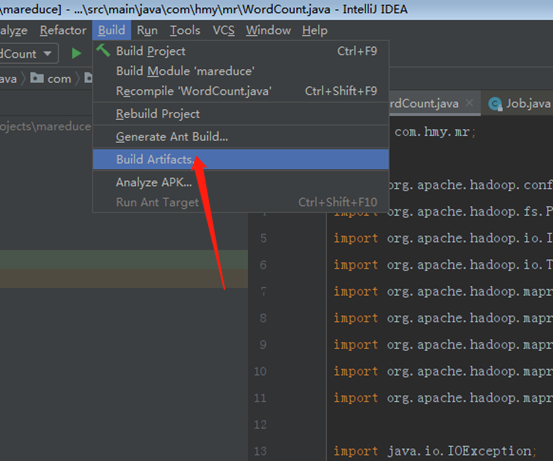 mareduce] - ...\src\main\java\com\hmy\mr\WordCount.java - IntelliJ IDEA
alyze Refactor Build Run Tools VCS Window Help
dCount
ava com
Build Project Ctrl+F9
Build Module 'mareduce'
Recompile 'WordCount.java' Ctrl+Shift+F9
Rebuild Project
Generate Ant Build...
Build Artifacts...
Analyze APK...
Run Ant Target Ctrl+Shift+F10
ojects\mareduce
rdCount.java Job.java
com.hmy.mr;
org.apache.hadoop.conf
4 import org.apache.hadoop.fs.P
5 import org.apache.hadoop.io.I
6 import org.apache.hadoop.io.T
7 import org.apache.hadoop.mapr
8 import org.apache.hadoop.mapr
9 import org.apache.hadoop.mapr
10 import org.apache.hadoop.mapr
11 import org.apache.hadoop.mapr
12
13 import java.io.IOException;